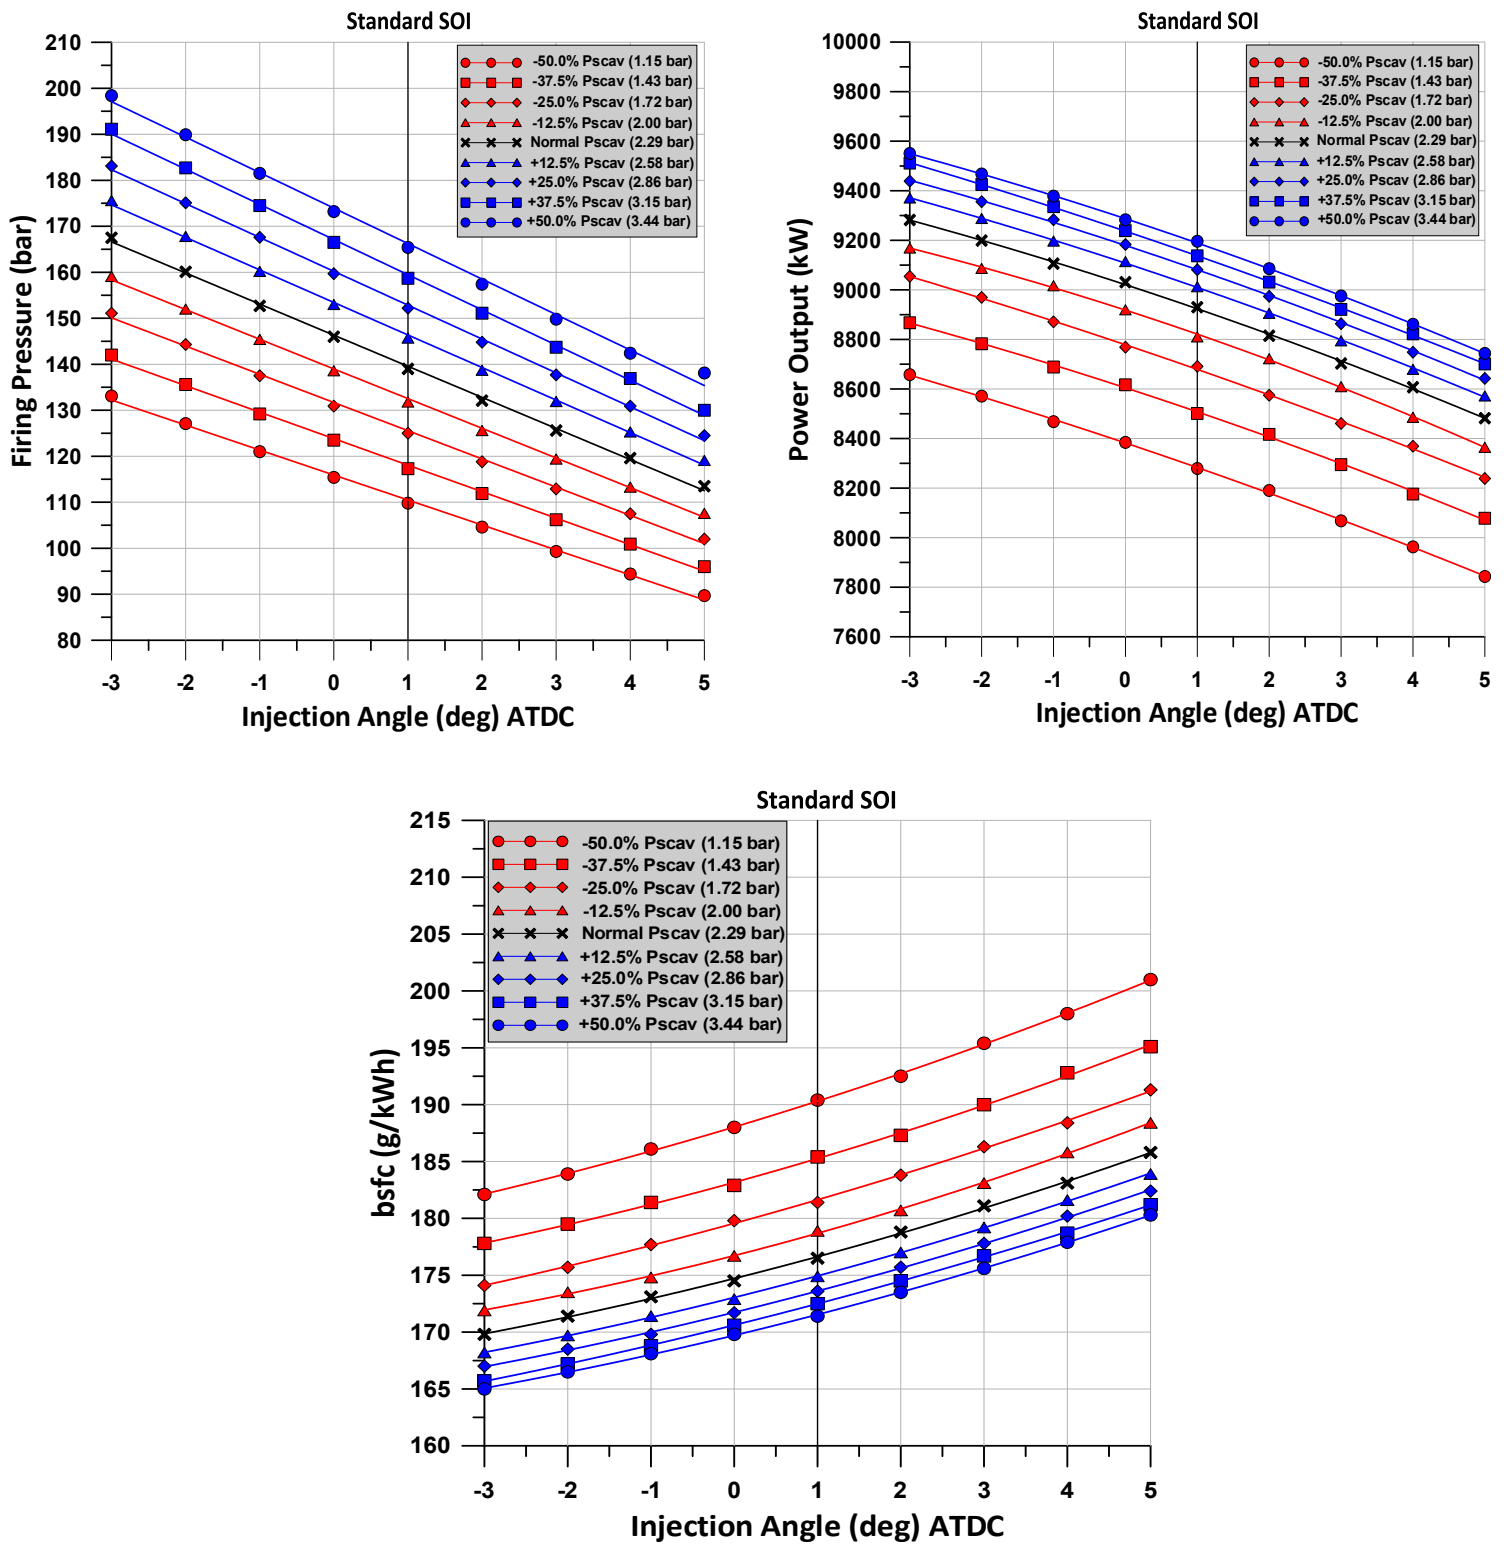 Standard SOI
210
200
190
180
170
160
150
140
130
120
110
100
90
80
Firing Pressure (bar)
-50.0% Pscav (1.15 bar)
-37.5% Pscav (1.43 bar)
-25.0% Pscav (1.72 bar)
-12.5% Pscav (2.00 bar)
Normal Pscav (2.29 bar)
+12.5% Pscav (2.58 bar)
+25.0% Pscav (2.86 bar)
+37.5% Pscav (3.15 bar)
+50.0% Pscav (3.44 bar)
-3 -2 -1 0 1 2 3 4 5
Injection Angle (deg) ATDC
Standard SOI
10000
9800
9600
9400
9200
9000
8800
8600
8400
8200
8000
7800
7600
Power Output (kW)
-50.0% Pscav (1.15 bar)
-37.5% Pscav (1.43 bar)
-25.0% Pscav (1.72 bar)
-12.5% Pscav (2.00 bar)
Normal Pscav (2.29 bar)
+12.5% Pscav (2.58 bar)
+25.0% Pscav (2.86 bar)
+37.5% Pscav (3.15 bar)
+50.0% Pscav (3.44 bar)
-3 -2 -1 0 1 2 3 4 5
Injection Angle (deg) ATDC
Standard SOI
215
210
205
200
195
190
185
180
175
170
165
160
bsfc (g/kWh)
-50.0% Pscav (1.15 bar)
-37.5% Pscav (1.43 bar)
-25.0% Pscav (1.72 bar)
-12.5% Pscav (2.00 bar)
Normal Pscav (2.29 bar)
+12.5% Pscav (2.58 bar)
+25.0% Pscav (2.86 bar)
+37.5% Pscav (3.15 bar)
+50.0% Pscav (3.44 bar)
-3 -2 -1 0 1 2 3 4 5
Injection Angle (deg) ATDC